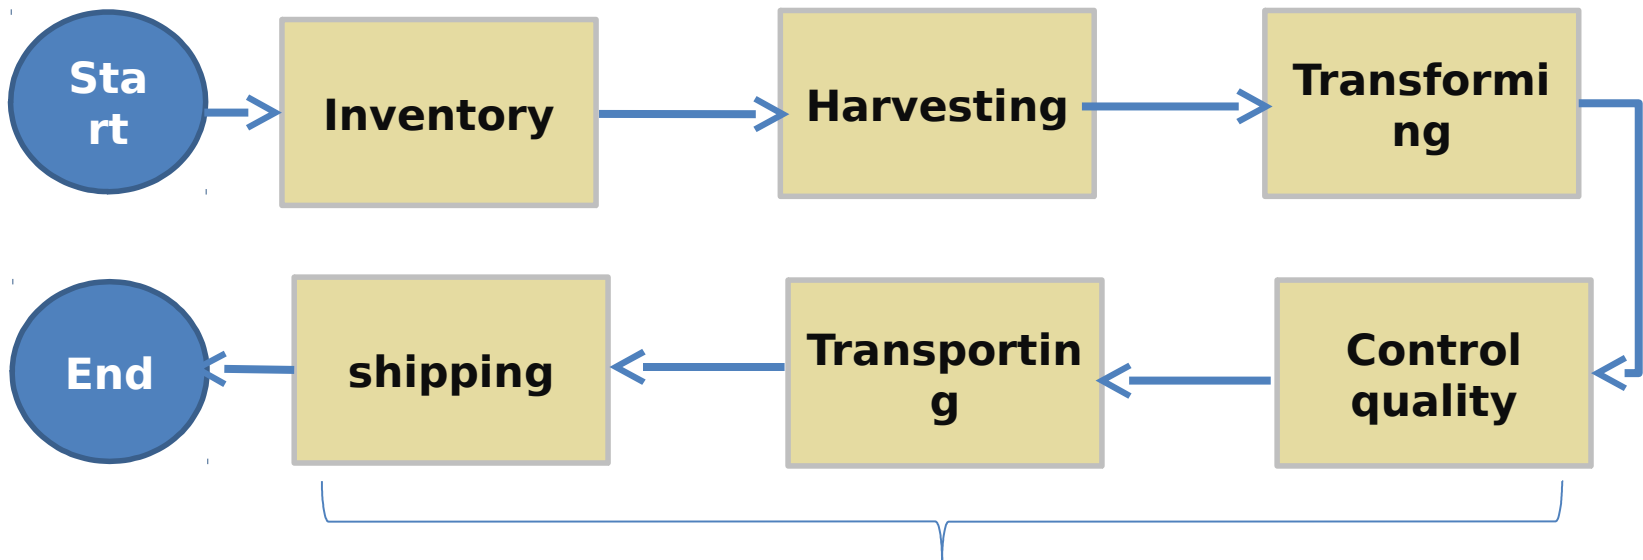 Sta
rt
Inventory
Harvesting
Transformi
ng
End
shipping
Transportin
g
Control
quality